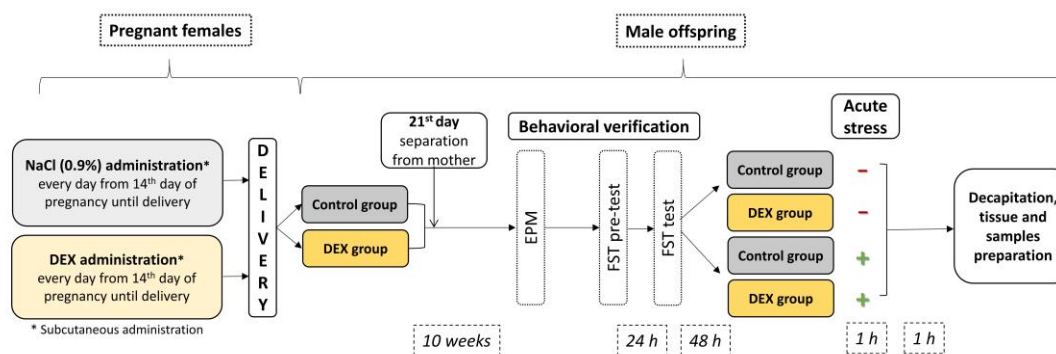 Pregnant females
Male offspring
NaCl (0.9%) administration*
every day from 14th day of
pregnancy until delivery
DEX administration*
every day from 14th day of
pregnancy until delivery
* Subcutaneous administration
DELIVERY
Control group
DEX group
21st day
separation
from mother
10 weeks
Behavioral verification
EPM
FST pre-test
FST test
24 h
48 h
Acute
stress
Control group
-
DEX group
-
Control group
+
DEX group
+
1 h
1 h
Decapitation,
tissue and
samples
preparation